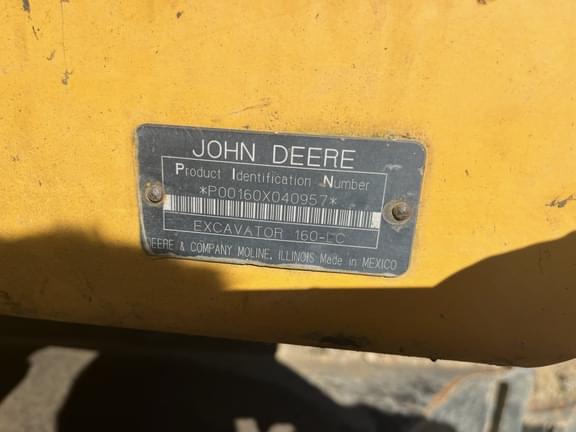 JOHN DEERE
Product Identification Number
*P00160X040957*
EXCAVATOR 160-LC
DEERE & COMPANY MOLINE, ILLINOIS Made in MEXICO